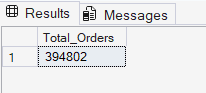 Results Messages
Total_Orders
1 394802